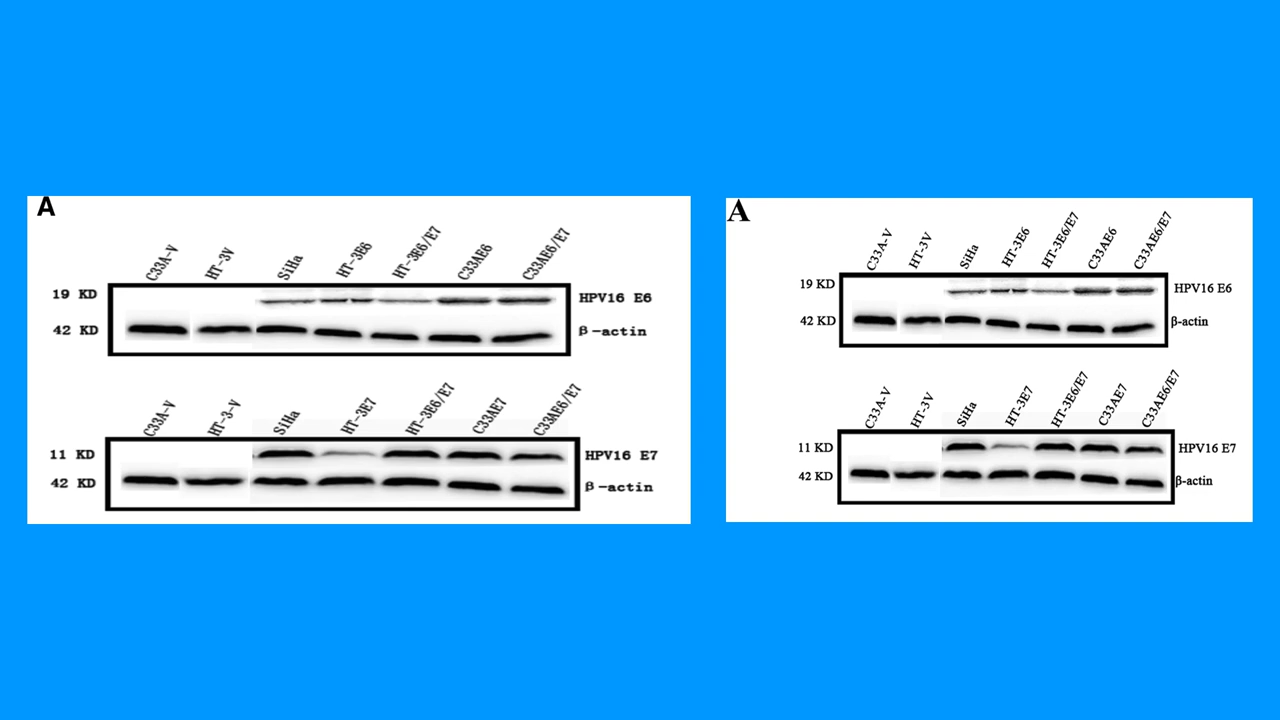 A
C33A-V HT-3V SiHa HT-3E6 HT-3E6/E7 C33AE6 C33AE6/E7
19 KD HPV16 E6
42 KD β-actin
C33A-V HT-3-V SiHa HT-3E7 HT-3E6/E7 C33AE7 C33AE6/E7
11 KD HPV16 E7
42 KD β-actin
A
C33A-V HT-3V SiHa HT-3E6 HT-3E6/E7 C33AE6 C33AE6/E7
19 KD HPV16 E6
42 KD β-actin
C33A-V HT-3V SiHa HT-3E7 HT-3E6/E7 C33AE7 C33AE6/E7
11 KD HPV16 E7
42 KD β-actin